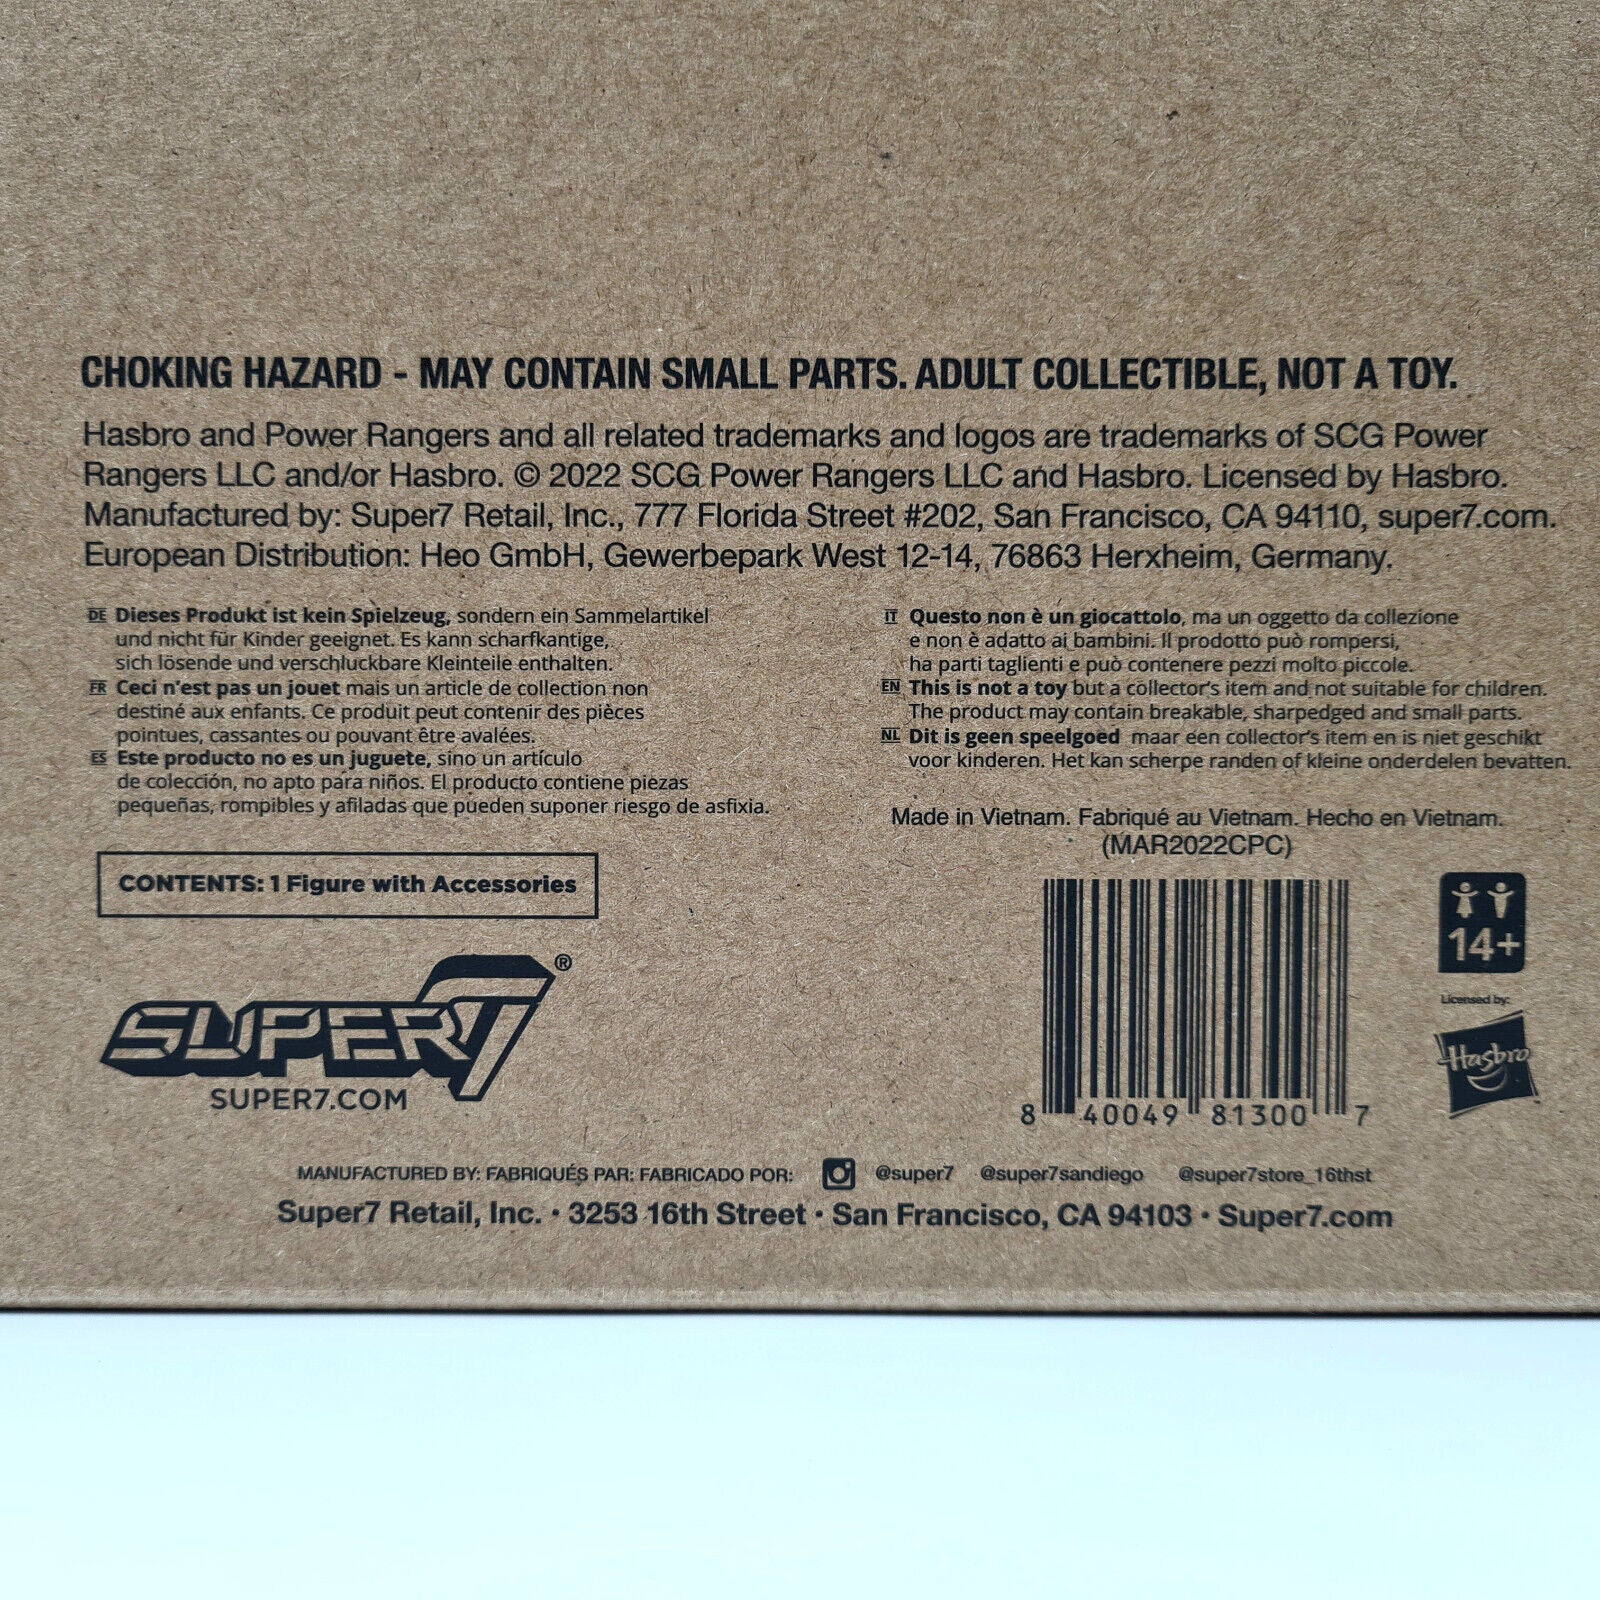 CHOKING HAZARD - MAY CONTAIN SMALL PARTS. ADULT COLLECTIBLE, NOT A TOY.
Hasbro and Power Rangers and all related trademarks and logos are trademarks of SCG Power
Rangers LLC and/or Hasbro. © 2022 SCG Power Rangers LLC and Hasbro. Licensed by Hasbro.
Manufactured by: Super7 Retail, Inc., 777 Florida Street #202, San Francisco, CA 94110, super7.com.
European Distribution: Heo GmbH, Gewerbepark West 12-14, 76863 Herxheim, Germany.
DE Dieses Produkt ist kein Spielzeug, sondern ein Sammelartikel
und nicht für Kinder geeignet. Es kann scharfkantige,
sich lösende und verschluckbare Kleinteile enthalten.
FR Ceci n'est pas un jouet mais un article de collection non
destiné aux enfants. Ce produit peut contenir des pièces
pointues, cassantes ou pouvant être avalées.
ES Este producto no es un juguete, sino un artículo
de colección, no apto para niños. El producto contiene piezas
pequeñas, rompibles y afiladas que pueden suponer riesgo de asfixia.
IT Questo non è un giocattolo, ma un oggetto da collezione
e non è adatto ai bambini. Il prodotto può rompersi,
ha parti taglienti e può contenere pezzi molto piccole.
EN This is not a toy but a collector's item and not suitable for children.
The product may contain breakable, sharpedged and small parts.
NL Dit is geen speelgoed maar een collector's item en is niet geschikt
voor kinderen. Het kan scherpe randen of kleine onderdelen bevatten.
Made in Vietnam. Fabriqué au Vietnam. Hecho en Vietnam.
(MAR2022CPC)
CONTENTS: 1 Figure with Accessories
SUPER7®
SUPER7.COM
8 40049 81300 7
14+
Licensed by:
Hasbro
MANUFACTURED BY: FABRIQUÉS PAR: FABRICADO POR: @super7 @super7sandiego @super7store_16thst
Super7 Retail, Inc. • 3253 16th Street • San Francisco, CA 94103 • Super7.com